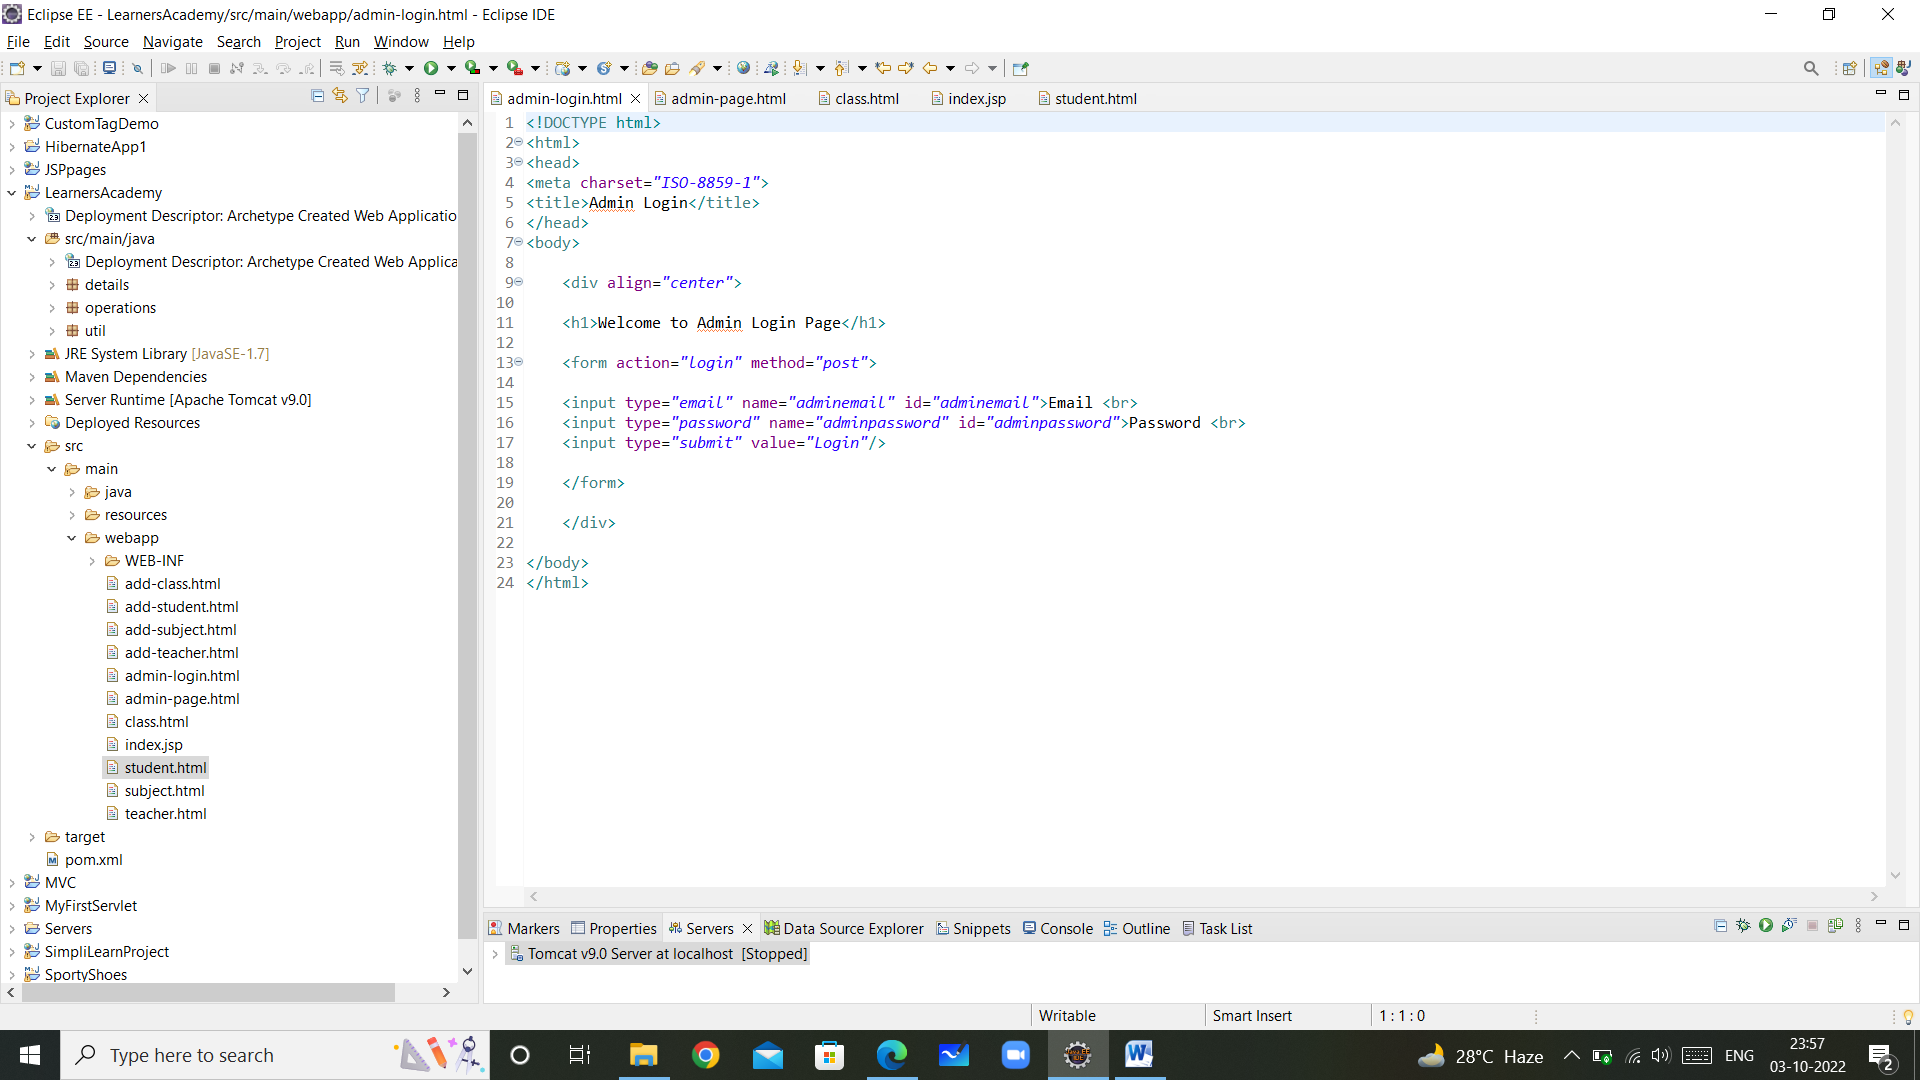 Eclipse EE - LearnersAcademy/src/main/webapp/admin-login.html - Eclipse IDE
File Edit Source Navigate Search Project Run Window Help
Project Explorer
CustomTagDemo
HibernateApp1
JSPpages
LearnersAcademy
Deployment Descriptor: Archetype Created Web Applicatio
src/main/java
Deployment Descriptor: Archetype Created Web Applica
details
operations
util
JRE System Library [JavaSE-1.7]
Maven Dependencies
Server Runtime [Apache Tomcat v9.0]
Deployed Resources
src
main
java
resources
webapp
WEB-INF
add-class.html
add-student.html
add-subject.html
add-teacher.html
admin-login.html
admin-page.html
class.html
index.jsp
student.html
subject.html
teacher.html
target
pom.xml
MVC
MyFirstServlet
Servers
SimpliLearnProject
SportyShoes
admin-login.html admin-page.html class.html index.jsp student.html
1 <!DOCTYPE html>
2 <html>
3 <head>
4 <meta charset="ISO-8859-1">
5 <title>Admin Login</title>
6 </head>
7 <body>
8
9 <div align="center">
10
11 <h1>Welcome to Admin Login Page</h1>
12
13 <form action="login" method="post">
14
15 <input type="email" name="adminemail" id="adminemail">Email <br>
16 <input type="password" name="adminpassword" id="adminpassword">Password <br>
17 <input type="submit" value="Login"/>
18
19 </form>
20
21 </div>
22
23 </body>
24 </html>
Markers Properties Servers Data Source Explorer Snippets Console Outline Task List
Tomcat v9.0 Server at localhost [Stopped]
Writable Smart Insert 1 : 1 : 0
Type here to search
28°C Haze ENG
23:57
03-10-2022
2